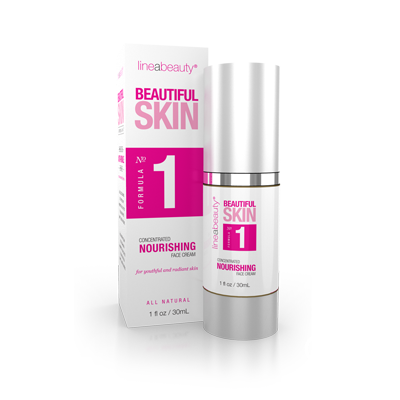 lineabeauty®
BEAUTIFUL
SKIN
FORMULA Nº 1
CONCENTRATED
NOURISHING
FACE CREAM
for youthful and radiant skin
ALL NATURAL
1 fl oz / 30mL
lineabeauty®
BEAUTIFUL
SKIN
FORMULA Nº 1
CONCENTRATED
NOURISHING
FACE CREAM
1 fl oz / 30mL